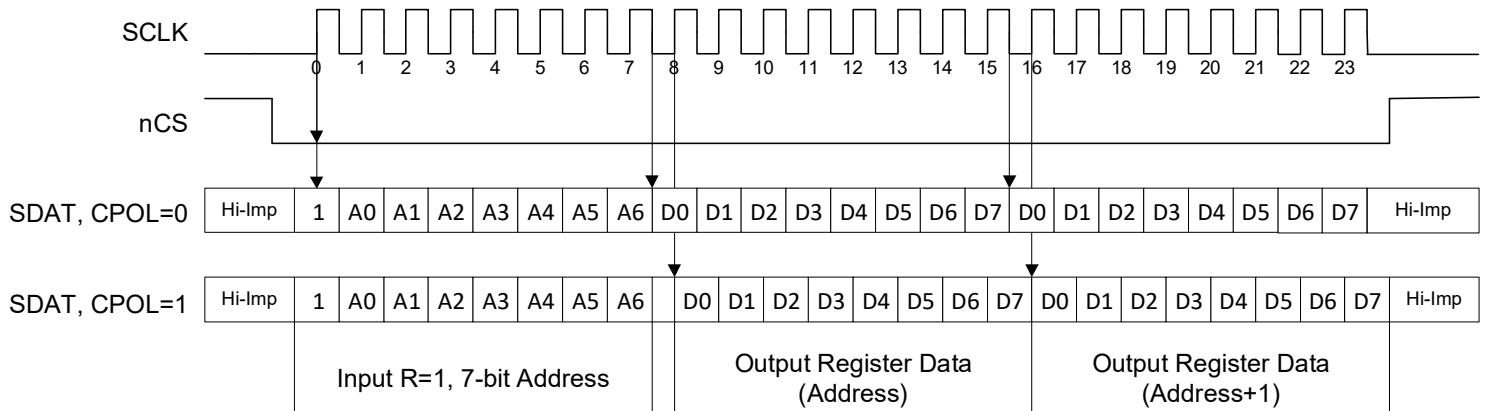 SCLK
0 1 2 3 4 5 6 7 8 9 10 11 12 13 14 15 16 17 18 19 20 21 22 23
nCS
SDAT, CPOL=0 Hi-Imp 1 A0 A1 A2 A3 A4 A5 A6 D0 D1 D2 D3 D4 D5 D6 D7 D0 D1 D2 D3 D4 D5 D6 D7 Hi-Imp
SDAT, CPOL=1 Hi-Imp 1 A0 A1 A2 A3 A4 A5 A6 D0 D1 D2 D3 D4 D5 D6 D7 D0 D1 D2 D3 D4 D5 D6 D7 Hi-Imp
Input R=1, 7-bit Address
Output Register Data
(Address)
Output Register Data
(Address+1)